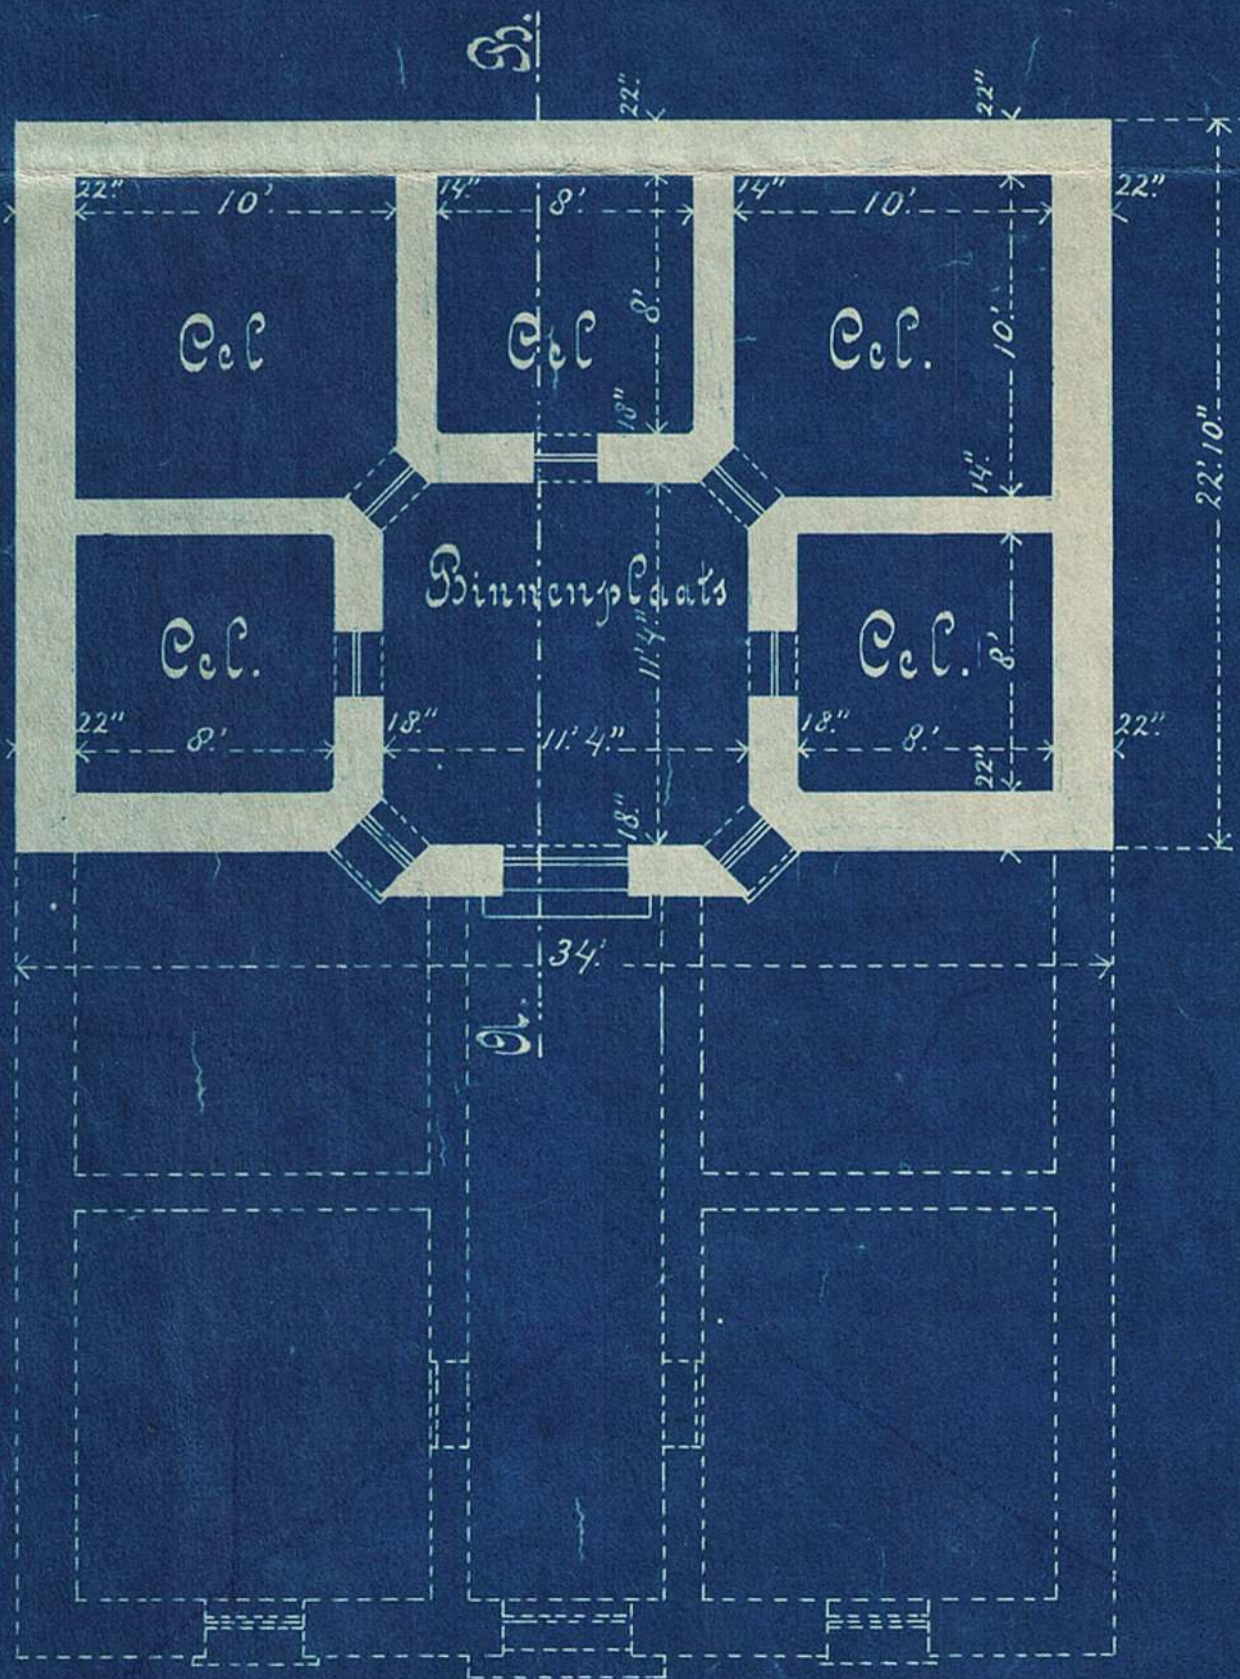 B.
22" 22"
22" 10' 14" 8' 14" 10' 22"
Cel Cel 8' Cel. 10'
18"
14" 22' 10"
Binnenplaats
Cel. 11' 4" Cel. 8'
22" 8' 18" 11' 4" 18" 8' 22"
18" 22"
34'
A.